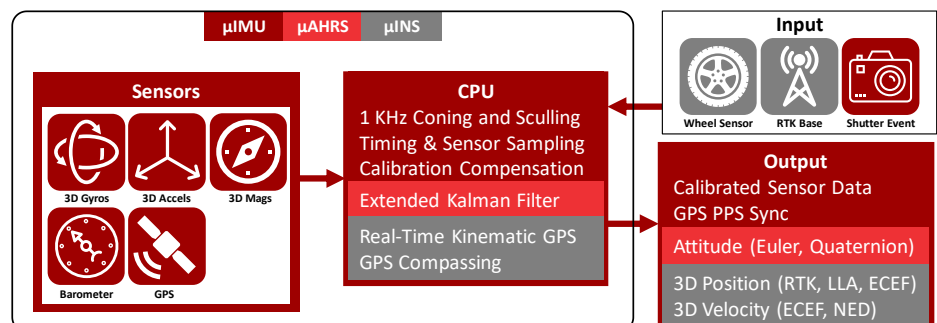 µIMU µAHRS µINS
Sensors
3D Gyros 3D Accels 3D Mags
Barometer GPS
CPU
1 KHz Coning and Sculling
Timing & Sensor Sampling
Calibration Compensation
Extended Kalman Filter
Real-Time Kinematic GPS
GPS Compassing
Input
Wheel Sensor RTK Base Shutter Event
Output
Calibrated Sensor Data
GPS PPS Sync
Attitude (Euler, Quaternion)
3D Position (RTK, LLA, ECEF)
3D Velocity (ECEF, NED)